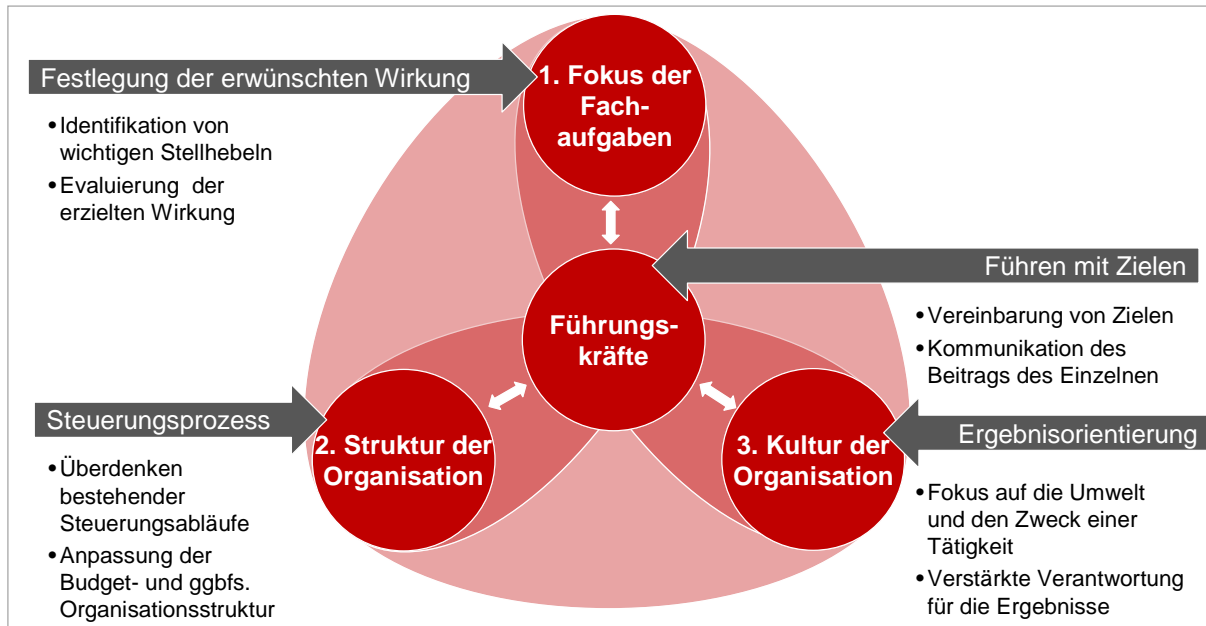 Festlegung der erwünschten Wirkung
• Identifikation von
wichtigen Stellhebeln
• Evaluierung der
erzielten Wirkung
1. Fokus der
Fach-
aufgaben
Führen mit Zielen
• Vereinbarung von Zielen
• Kommunikation des
Beitrags des Einzelnen
Führungs-
kräfte
Steuerungsprozess
• Überdenken
bestehender
Steuerungsabläufe
• Anpassung der
Budget- und ggbfs.
Organisationsstruktur
2. Struktur der
Organisation
3. Kultur der
Organisation
Ergebnisorientierung
• Fokus auf die Umwelt
und den Zweck einer
Tätigkeit
• Verstärkte Verantwortung
für die Ergebnisse